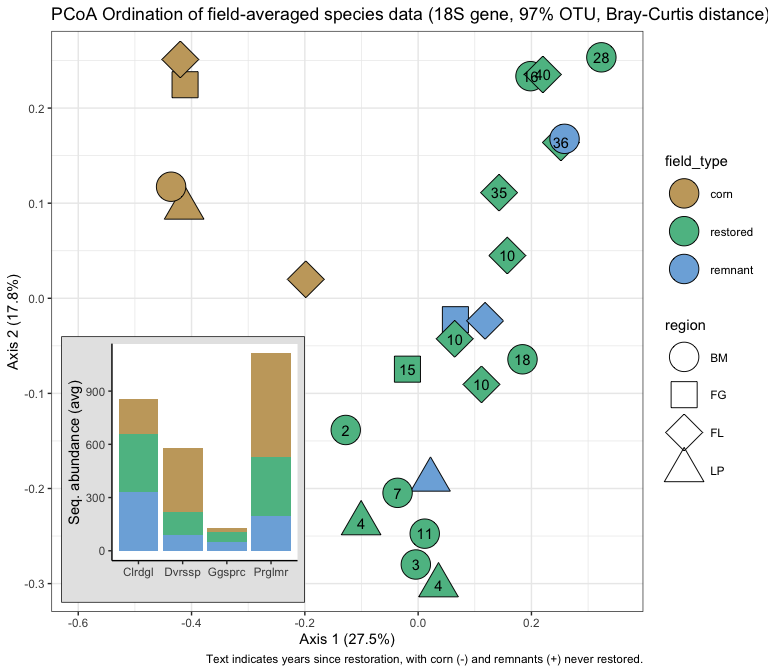 PCoA Ordination of field-averaged species data (18S gene, 97% OTU, Bray-Curtis distance)
28
16
40
36
35
10
10
15
18
10
2
7
4
11
3
4
0.2
0.1
0.0
-0.1
-0.2
-0.3
Axis 2 (17.8%)
-0.6
-0.4
-0.2
0.0
0.2
Axis 1 (27.5%)
Seq. abundance (avg)
900
600
300
0
Clrdgl
Dvrssp
Ggsprc
Prglmr
field_type
corn
restored
remnant
region
BM
FG
FL
LP
Text indicates years since restoration, with corn (-) and remnants (+) never restored.